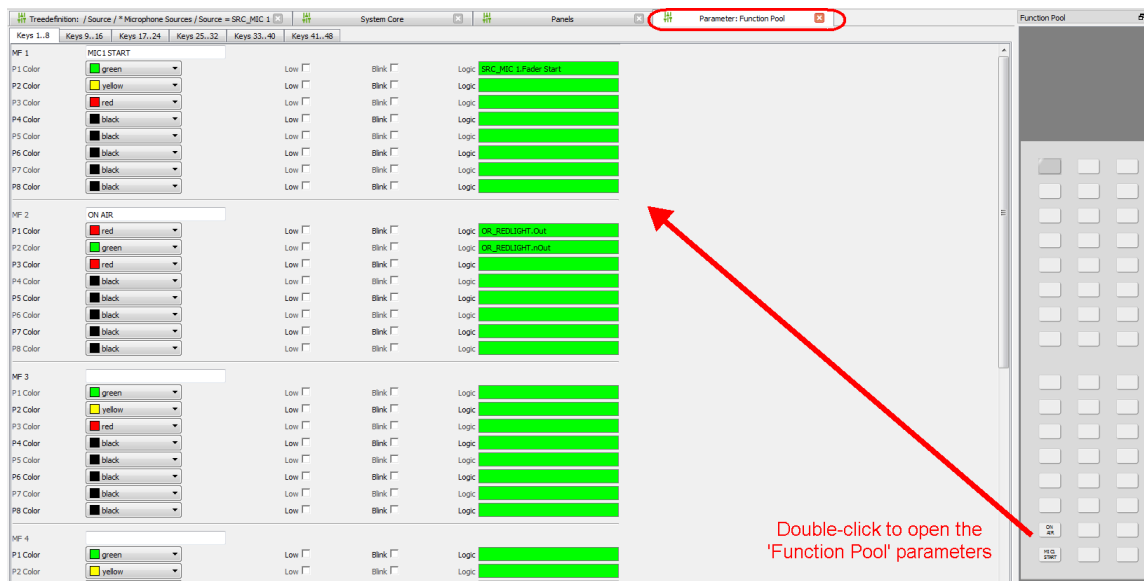 Treedefinition: / Source / * Microphone Sources / Source = SRC_MIC 1
System Core
Panels
Parameter: Function Pool
Function Pool
Keys 1..8 Keys 9..16 Keys 17..24 Keys 25..32 Keys 33..40 Keys 41..48
MF 1 MIC1 START
P1 Color green Low Blink Logic SRC_MIC 1.Fader Start
P2 Color yellow Low Blink Logic
P3 Color red Low Blink Logic
P4 Color black Low Blink Logic
P5 Color black Low Blink Logic
P6 Color black Low Blink Logic
P7 Color black Low Blink Logic
P8 Color black Low Blink Logic
MF 2 ON AIR
P1 Color red Low Blink Logic OR_REDLIGHT.Out
P2 Color green Low Blink Logic OR_REDLIGHT.nOut
P3 Color red Low Blink Logic
P4 Color black Low Blink Logic
P5 Color black Low Blink Logic
P6 Color black Low Blink Logic
P7 Color black Low Blink Logic
P8 Color black Low Blink Logic
MF 3
P1 Color green Low Blink Logic
P2 Color yellow Low Blink Logic
P3 Color red Low Blink Logic
P4 Color black Low Blink Logic
P5 Color black Low Blink Logic
P6 Color black Low Blink Logic
P7 Color black Low Blink Logic
P8 Color black Low Blink Logic
MF 4
P1 Color green Low Blink Logic
P2 Color yellow Low Blink Logic
Double-click to open the
'Function Pool' parameters
ON
AIR
MIC1
START